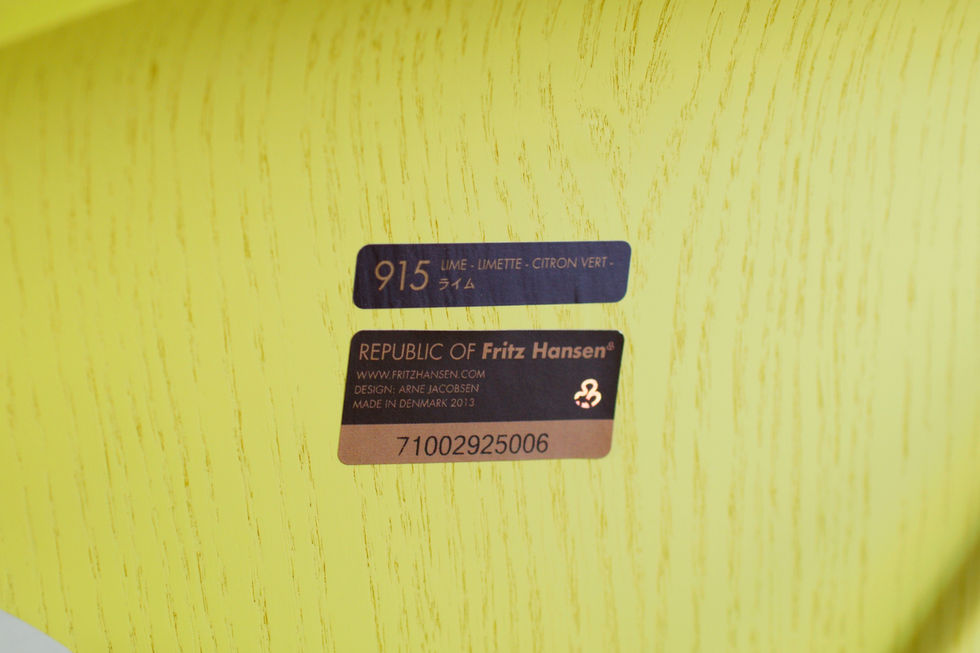 915 LIME - LIMETTE - CITRON VERT -
ライム
REPUBLIC OF Fritz Hansen®
WWW.FRITZHANSEN.COM
DESIGN: ARNE JACOBSEN
MADE IN DENMARK 2013
71002925006